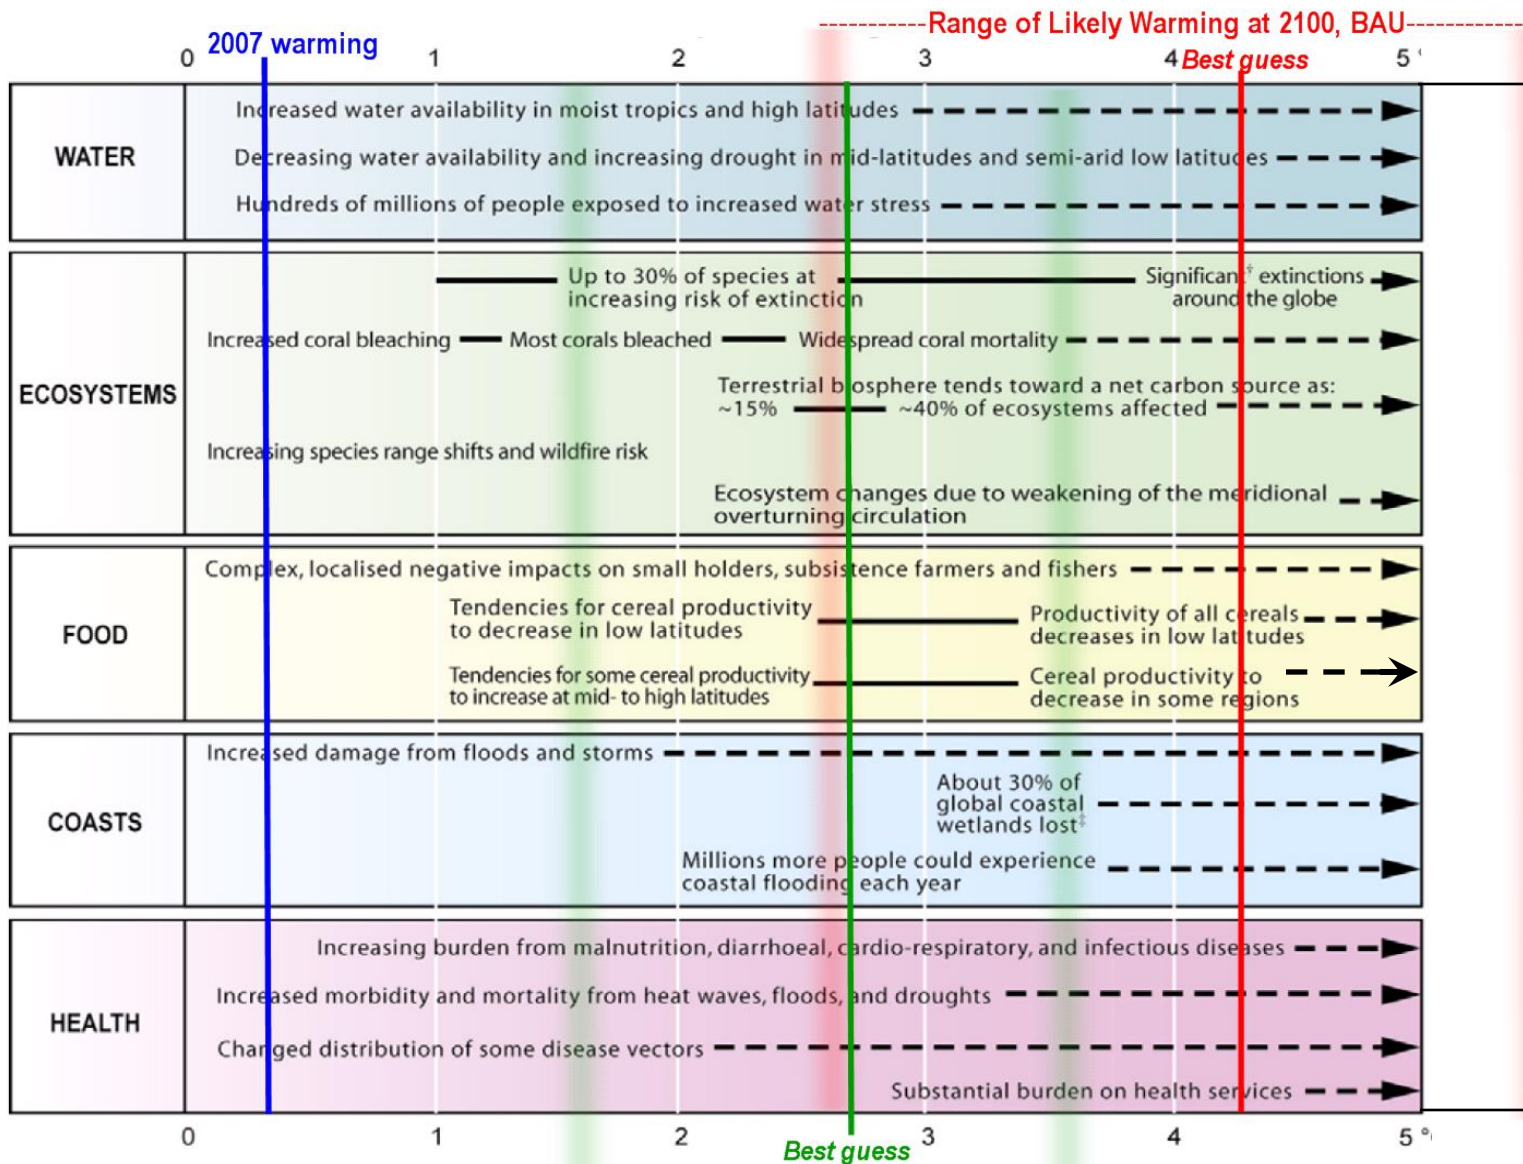 -----------Range of Likely Warming at 2100, BAU------------
2007 warming
0 1 2 3 4 Best guess 5 °
WATER
Increased water availability in moist tropics and high latitudes
Decreasing water availability and increasing drought in mid-latitudes and semi-arid low latitudes
Hundreds of millions of people exposed to increased water stress
ECOSYSTEMS
Up to 30% of species at
increasing risk of extinction
Significant† extinctions
around the globe
Increased coral bleaching Most corals bleached Widespread coral mortality
Terrestrial biosphere tends toward a net carbon source as:
~15% ~40% of ecosystems affected
Increasing species range shifts and wildfire risk
Ecosystem changes due to weakening of the meridional
overturning circulation
FOOD
Complex, localised negative impacts on small holders, subsistence farmers and fishers
Tendencies for cereal productivity
to decrease in low latitudes
Productivity of all cereals
decreases in low latitudes
Tendencies for some cereal productivity
to increase at mid- to high latitudes
Cereal productivity to
decrease in some regions
COASTS
Increased damage from floods and storms
About 30% of
global coastal
wetlands lost‡
Millions more people could experience
coastal flooding each year
HEALTH
Increasing burden from malnutrition, diarrhoeal, cardio-respiratory, and infectious diseases
Increased morbidity and mortality from heat waves, floods, and droughts
Changed distribution of some disease vectors
Substantial burden on health services
0 1 2 3 4 5 °
Best guess